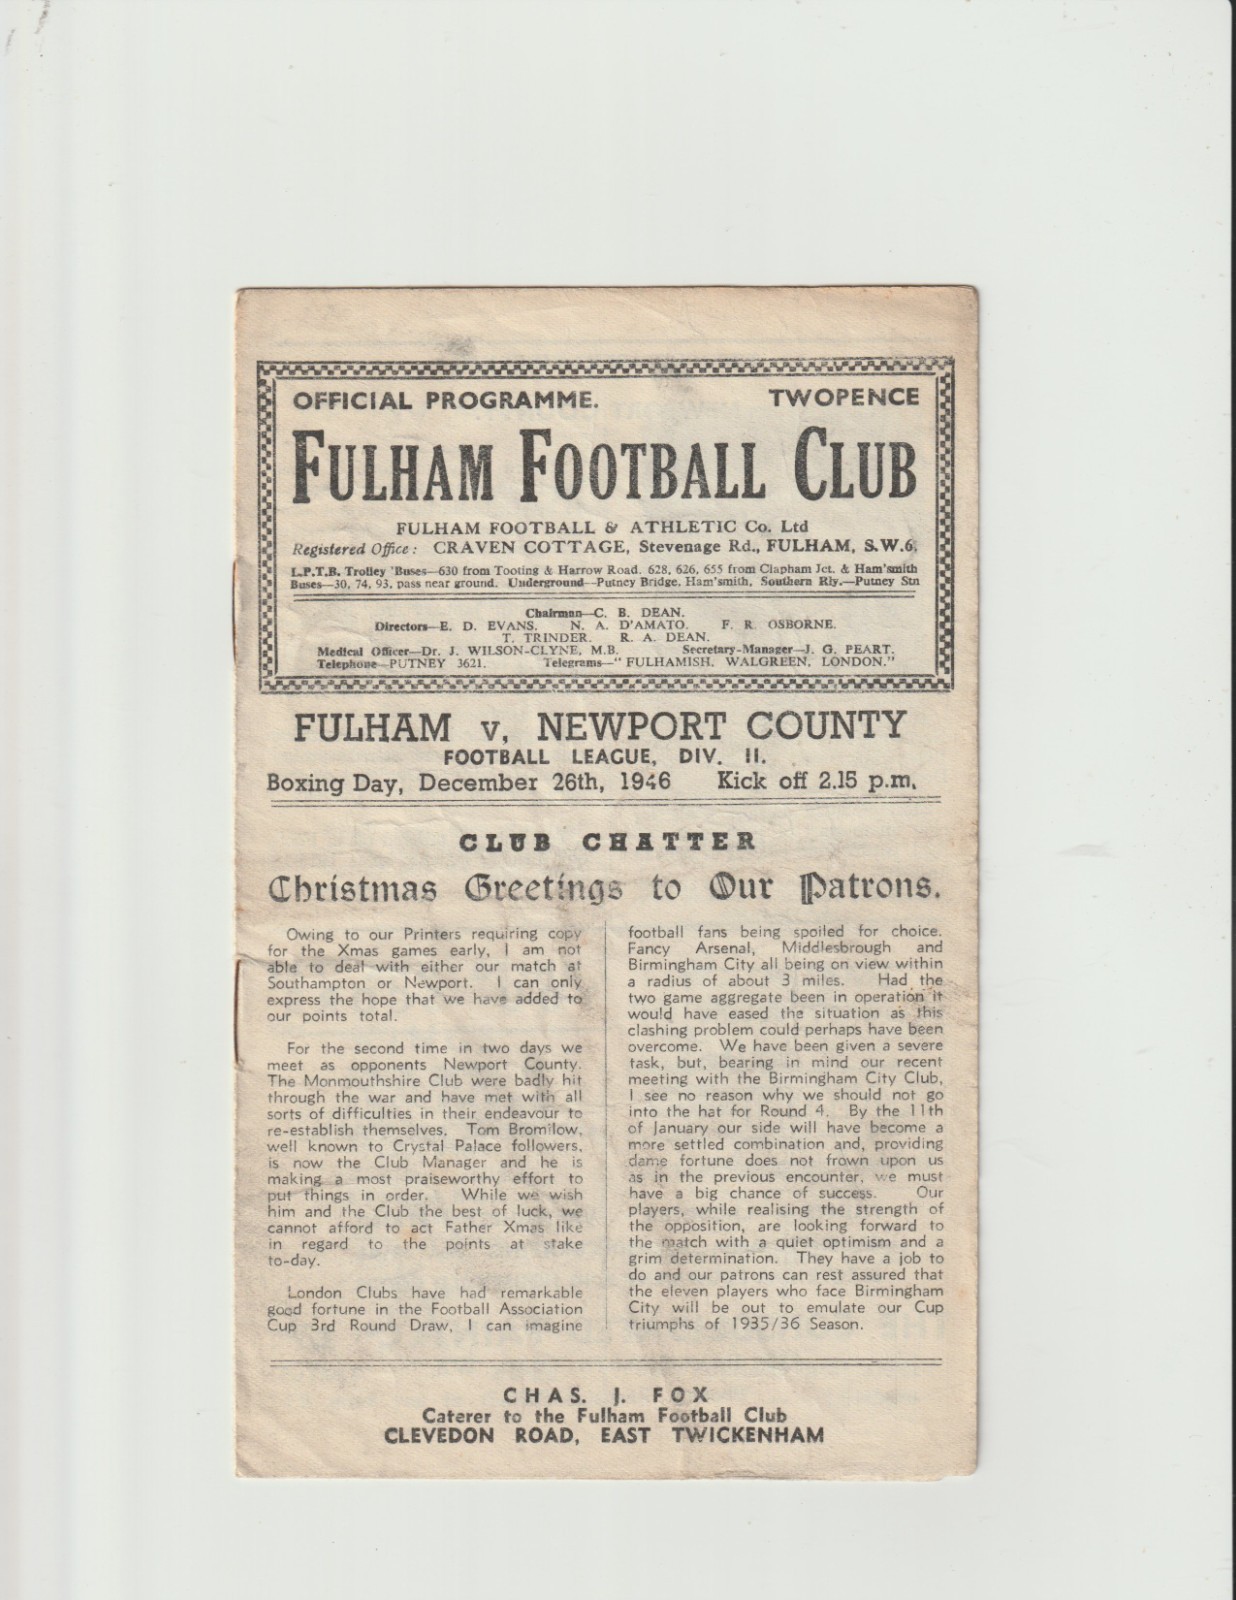 OFFICIAL PROGRAMME. TWOPENCE
FULHAM FOOTBALL CLUB
FULHAM FOOTBALL & ATHLETIC Co. Ltd
Registered Office: CRAVEN COTTAGE, Stevenage Rd., FULHAM, S.W.6.
L.P.T.B. Trolley 'Buses—630 from Tooting & Harrow Road. 628, 626, 655 from Clapham Jct. & Ham'smith
Buses—30, 74, 93, pass near ground. Underground—Putney Bridge, Ham'smith, Southern Rly.—Putney Stn
Chairman—C. B. DEAN.
Directors—E. D. EVANS. N. A. D'AMATO. F. R. OSBORNE.
T. TRINDER. R. A. DEAN.
Medical Officer—Dr. J. WILSON-CLYNE, M.B. Secretary-Manager—J. G. PEART.
Telephone—PUTNEY 3621. Telegrams—"FULHAMISH, WALGREEN, LONDON."
FULHAM v. NEWPORT COUNTY
FOOTBALL LEAGUE, DIV. II.
Boxing Day, December 26th, 1946 Kick off 2.15 p.m.
CLUB CHATTER
Christmas Greetings to Our Patrons.
Owing to our Printers requiring copy
for the Xmas games early, I am not
able to deal with either our match at
Southampton or Newport. I can only
express the hope that we have added to
our points total.
For the second time in two days we
meet as opponents Newport County.
The Monmouthshire Club were badly hit
through the war and have met with all
sorts of difficulties in their endeavour to
re-establish themselves. Tom Bromilow,
well known to Crystal Palace followers,
is now the Club Manager and he is
making a most praiseworthy effort to
put things in order. While we wish
him and the Club the best of luck, we
cannot afford to act Father Xmas like
in regard to the points at stake
to-day.
London Clubs have had remarkable
good fortune in the Football Association
Cup 3rd Round Draw, I can imagine
football fans being spoiled for choice.
Fancy Arsenal, Middlesbrough and
Birmingham City all being on view within
a radius of about 3 miles. Had the
two game aggregate been in operation it
would have eased the situation as this
clashing problem could perhaps have been
overcome. We have been given a severe
task, but, bearing in mind our recent
meeting with the Birmingham City Club,
I see no reason why we should not go
into the hat for Round 4. By the 11th
of January our side will have become a
more settled combination and, providing
dame fortune does not frown upon us
as in the previous encounter, we must
have a big chance of success. Our
players, while realising the strength of
the opposition, are looking forward to
the match with a quiet optimism and a
grim determination. They have a job to
do and our patrons can rest assured that
the eleven players who face Birmingham
City will be out to emulate our Cup
triumphs of 1935/36 Season.
CHAS. J. FOX
Caterer to the Fulham Football Club
CLEVEDON ROAD, EAST TWICKENHAM